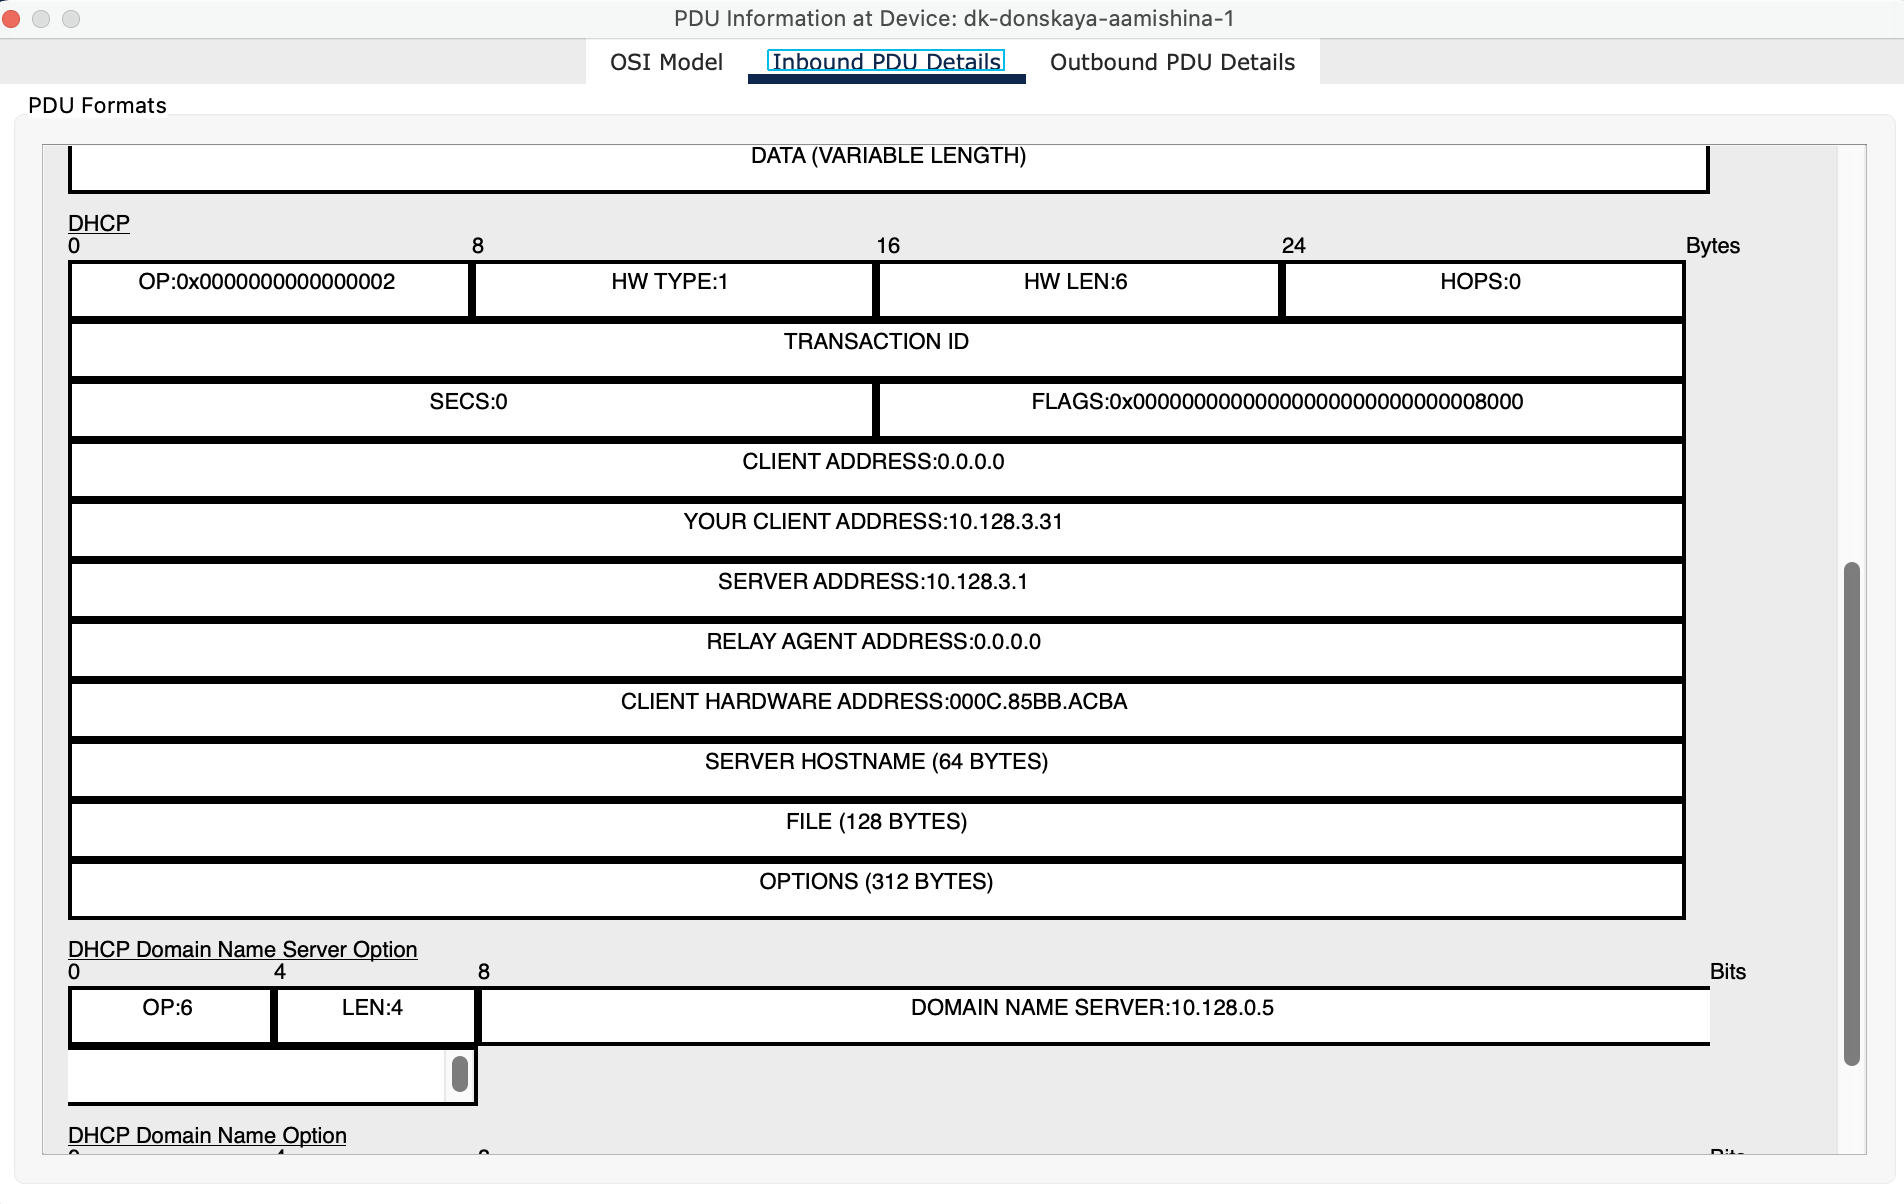 PDU Information at Device: dk-donskaya-aamishina-1
OSI Model Inbound PDU Details Outbound PDU Details
PDU Formats
DATA (VARIABLE LENGTH)
DHCP
0 8 16 24 Bytes
OP:0x0000000000000002 HW TYPE:1 HW LEN:6 HOPS:0
TRANSACTION ID
SECS:0 FLAGS:0x00000000000000000000000000008000
CLIENT ADDRESS:0.0.0.0
YOUR CLIENT ADDRESS:10.128.3.31
SERVER ADDRESS:10.128.3.1
RELAY AGENT ADDRESS:0.0.0.0
CLIENT HARDWARE ADDRESS:000C.85BB.ACBA
SERVER HOSTNAME (64 BYTES)
FILE (128 BYTES)
OPTIONS (312 BYTES)
DHCP Domain Name Server Option
0 4 8 Bits
OP:6 LEN:4 DOMAIN NAME SERVER:10.128.0.5
DHCP Domain Name Option